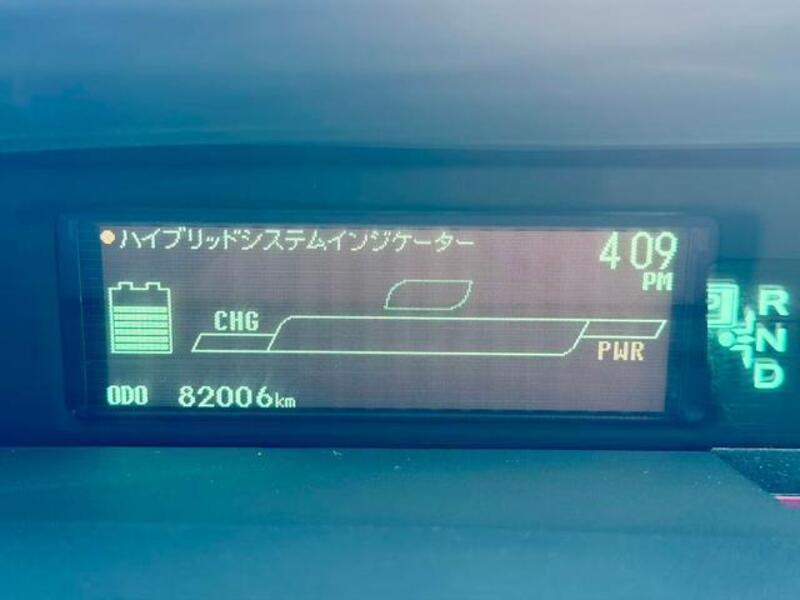 ハイブリッドシステムインジケーター
4:09
PM
CHG
PWR
ODO 82006km
P
R
N
D